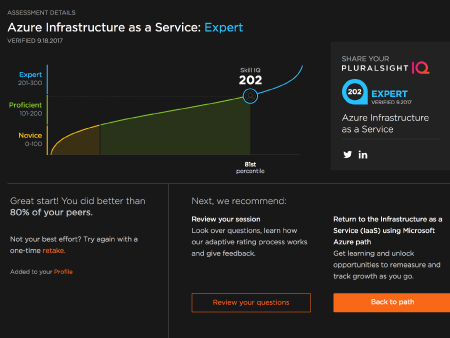 ASSESSMENT DETAILS
Azure Infrastructure as a Service: Expert
VERIFIED 9.18.2017
Expert
201-300
Proficient
101-200
Novice
0-100
Skill IQ
202
81st
percentile
SHARE YOUR
PLURALSIGHT IQ
202
EXPERT
VERIFIED 9.2017
Azure Infrastructure
as a Service
Great start! You did better than
80% of your peers.
Not your best effort? Try again with a
one-time retake.
Added to your Profile
Next, we recommend:
Review your session
Look over questions, learn how
our adaptive rating process works
and give feedback.
Review your questions
Return to the Infrastructure as a
Service (IaaS) using Microsoft
Azure path
Get learning and unlock
opportunities to remeasure and
track growth as you go.
Back to path